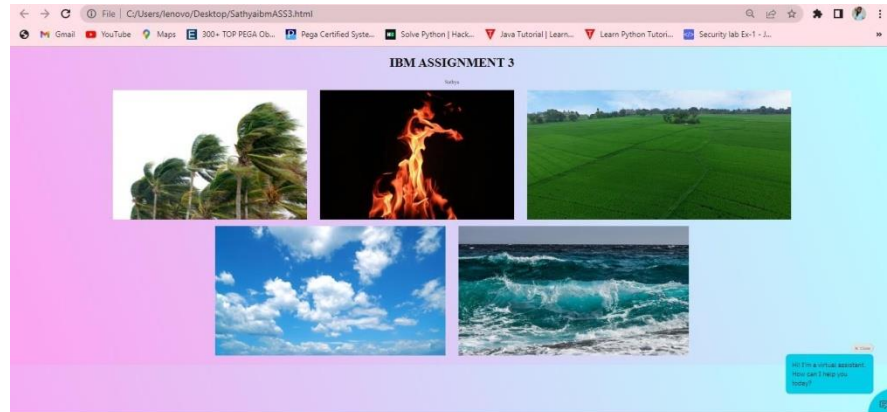 File | C:/Users/lenovo/Desktop/SathyaibmASS3.html
Gmail YouTube Maps 300+ TOP PEGA Ob... Pega Certified Syste... Solve Python | Hack... Java Tutorial | Learn... Learn Python Tutori... Security lab Ex-1 - J...
IBM ASSIGNMENT 3
Sathya
Hi! I'm a virtual assistant.
How can I help you
today?